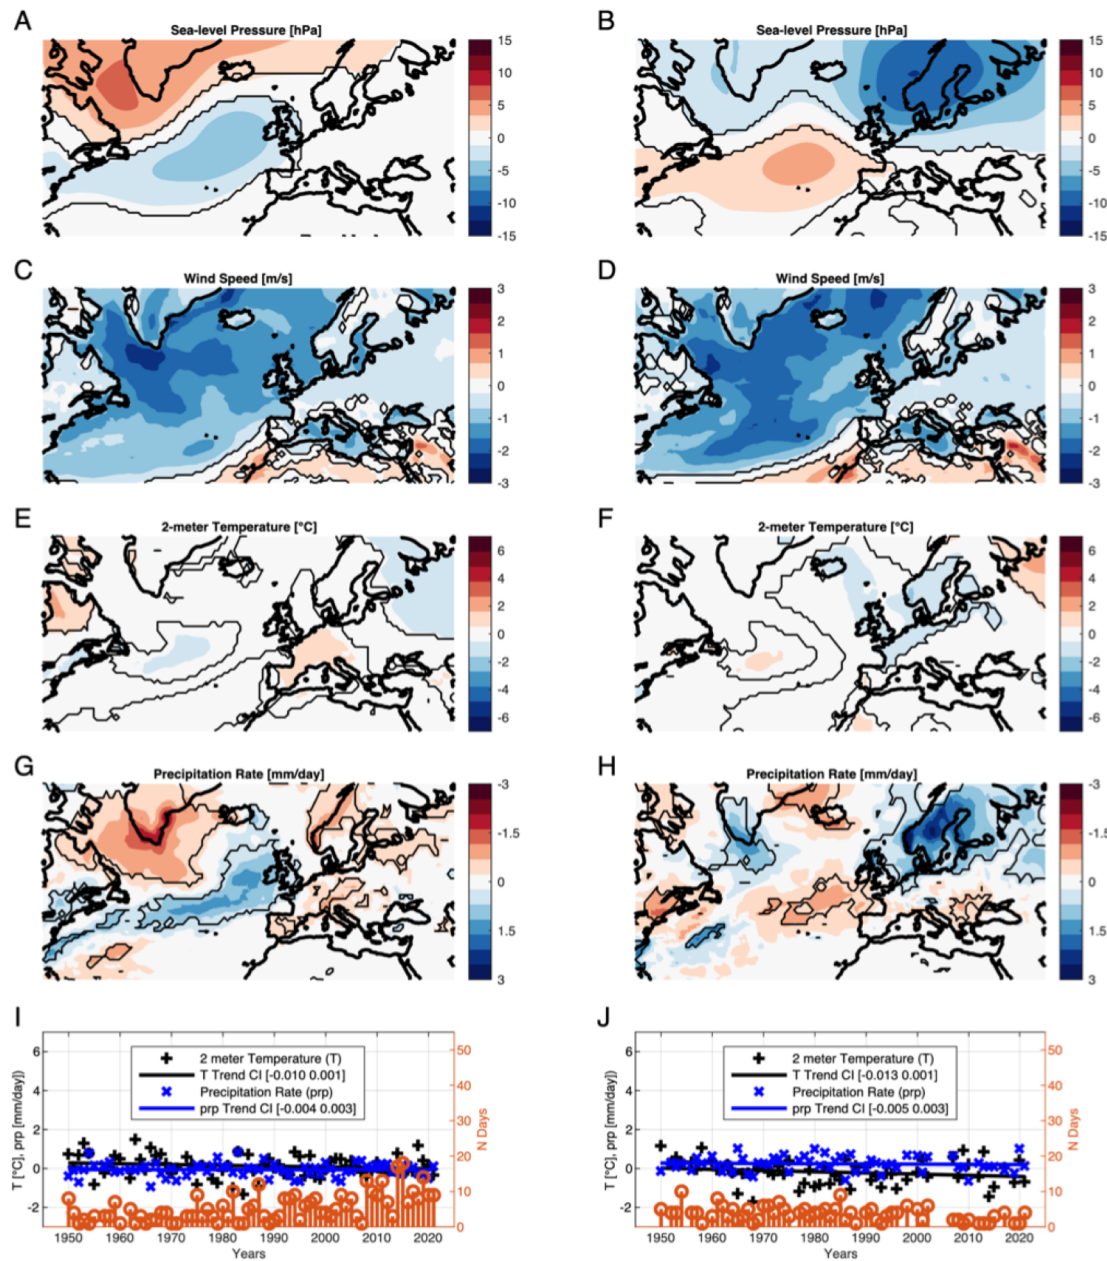 A
Sea-level Pressure [hPa]
15
10
5
0
-5
-10
-15
B
Sea-level Pressure [hPa]
15
10
5
0
-5
-10
-15
C
Wind Speed [m/s]
3
2
1
0
-1
-2
-3
D
Wind Speed [m/s]
3
2
1
0
-1
-2
-3
E
2-meter Temperature [°C]
6
4
2
0
-2
-4
-6
F
2-meter Temperature [°C]
6
4
2
0
-2
-4
-6
G
Precipitation Rate [mm/day]
-3
-1.5
0
1.5
3
H
Precipitation Rate [mm/day]
-3
-1.5
0
1.5
3
I
2 meter Temperature (T)
T Trend CI [-0.010 0.001]
Precipitation Rate (prp)
prp Trend CI [-0.004 0.003]
T [°C], prp [mm/day]
6
4
2
0
-2
N Days
50
40
30
20
10
0
1950 1960 1970 1980 1990 2000 2010 2020
Years
J
2 meter Temperature (T)
T Trend CI [-0.013 0.001]
Precipitation Rate (prp)
prp Trend CI [-0.005 0.003]
T [°C], prp [mm/day]
6
4
2
0
-2
N Days
50
40
30
20
10
0
1950 1960 1970 1980 1990 2000 2010 2020
Years